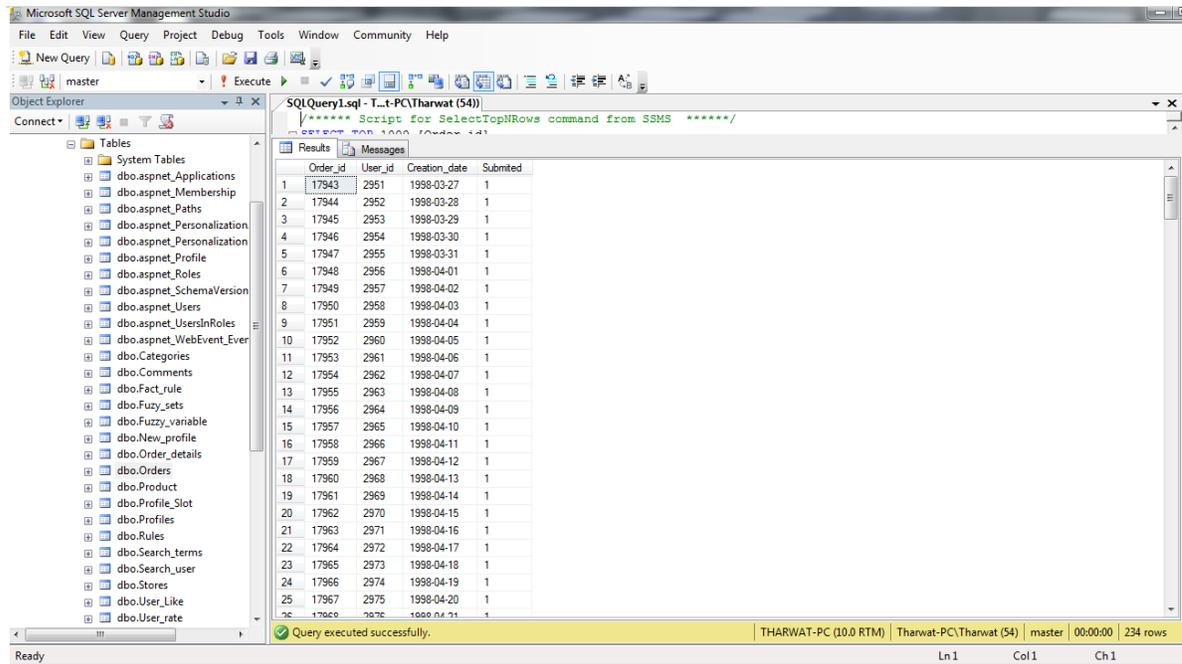 Microsoft SQL Server Management Studio
File Edit View Query Project Debug Tools Window Community Help
New Query
master Execute
Object Explorer
Connect
Tables
System Tables
dbo.aspnet_Applications
dbo.aspnet_Membership
dbo.aspnet_Paths
dbo.aspnet_Personalization
dbo.aspnet_Personalization
dbo.aspnet_Profile
dbo.aspnet_Roles
dbo.aspnet_SchemaVersion
dbo.aspnet_Users
dbo.aspnet_UsersInRoles
dbo.aspnet_WebEvent_Ever
dbo.Categories
dbo.Comments
dbo.Fact_rule
dbo.Fuzy_sets
dbo.Fuzzy_variable
dbo.New_profile
dbo.Order_details
dbo.Orders
dbo.Product
dbo.Profile_Slot
dbo.Profiles
dbo.Rules
dbo.Search_terms
dbo.Search_user
dbo.Stores
dbo.User_Like
dbo.User_rate
SQLQuery1.sql - T...t-PC\Tharwat (54))
/****** Script for SelectTopNRows command from SSMS ******/
SELECT TOP 1000 [Order_id]
Results Messages
Order_id User_id Creation_date Submited
1 17943 2951 1998-03-27 1
2 17944 2952 1998-03-28 1
3 17945 2953 1998-03-29 1
4 17946 2954 1998-03-30 1
5 17947 2955 1998-03-31 1
6 17948 2956 1998-04-01 1
7 17949 2957 1998-04-02 1
8 17950 2958 1998-04-03 1
9 17951 2959 1998-04-04 1
10 17952 2960 1998-04-05 1
11 17953 2961 1998-04-06 1
12 17954 2962 1998-04-07 1
13 17955 2963 1998-04-08 1
14 17956 2964 1998-04-09 1
15 17957 2965 1998-04-10 1
16 17958 2966 1998-04-11 1
17 17959 2967 1998-04-12 1
18 17960 2968 1998-04-13 1
19 17961 2969 1998-04-14 1
20 17962 2970 1998-04-15 1
21 17963 2971 1998-04-16 1
22 17964 2972 1998-04-17 1
23 17965 2973 1998-04-18 1
24 17966 2974 1998-04-19 1
25 17967 2975 1998-04-20 1
26 17968 2976 1998-04-21 1
Query executed successfully. THARWAT-PC (10.0 RTM) Tharwat-PC\Tharwat (54) master 00:00:00 234 rows
Ready Ln 1 Col 1 Ch 1